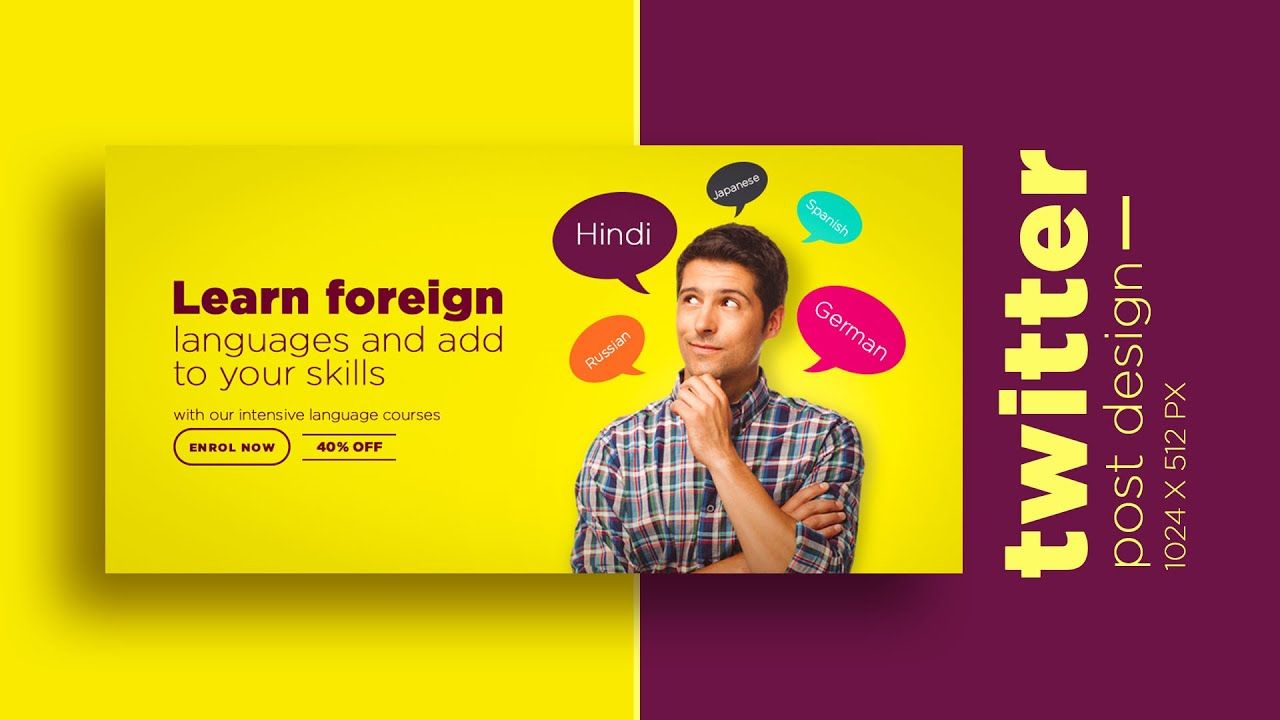 Learn foreign
languages and add
to your skills
with our intensive language courses
ENROL NOW
40% OFF
Hindi
Japanese
Spanish
Russian
German
twitter
post design
1024 X 512 PX